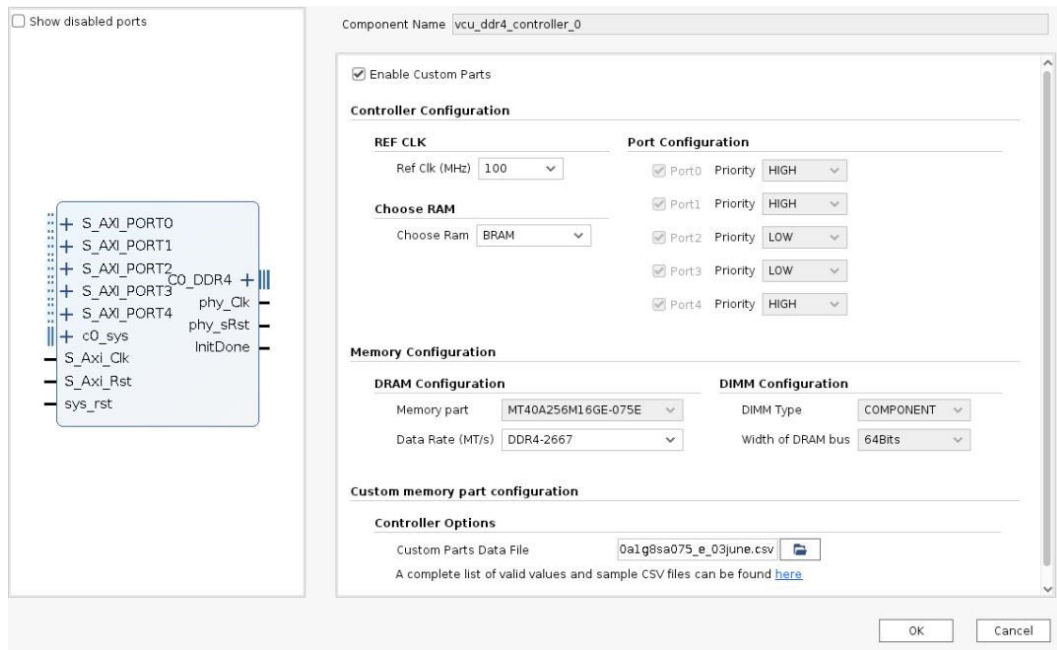 Show disabled ports
S_AXI_PORT0
S_AXI_PORT1
S_AXI_PORT2
S_AXI_PORT3
S_AXI_PORT4
c0_sys
S_Axi_Clk
S_Axi_Rst
sys_rst
C0_DDR4
phy_Clk
phy_sRst
InitDone
Component Name vcu_ddr4_controller_0
Enable Custom Parts
Controller Configuration
REF CLK
Ref Clk (MHz) 100
Choose RAM
Choose Ram BRAM
Port Configuration
Port0 Priority HIGH
Port1 Priority HIGH
Port2 Priority LOW
Port3 Priority LOW
Port4 Priority HIGH
Memory Configuration
DRAM Configuration
Memory part MT40A256M16GE-075E
Data Rate (MT/s) DDR4-2667
DIMM Configuration
DIMM Type COMPONENT
Width of DRAM bus 64Bits
Custom memory part configuration
Controller Options
Custom Parts Data File 0a1g8sa075_e_03june.csv
A complete list of valid values and sample CSV files can be found here
OK Cancel